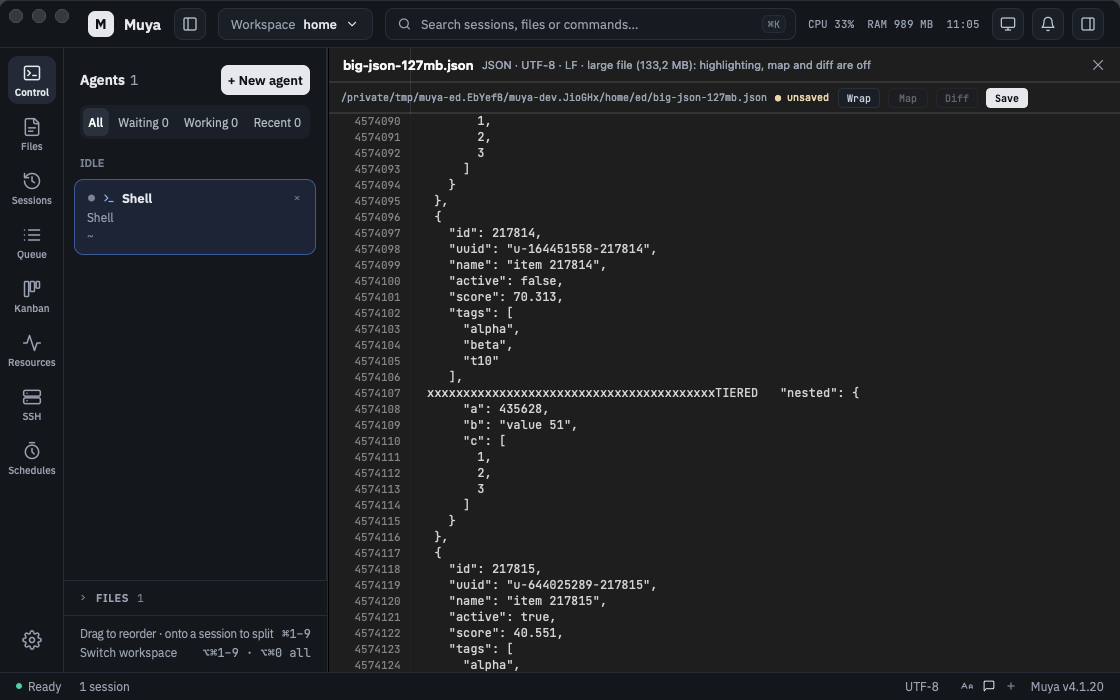 M Muya Workspace home Search sessions, files or commands... ⌘K CPU 33% RAM 989 MB 11:05
Control
Files
Sessions
Queue
Kanban
Resources
SSH
Schedules
Agents 1 + New agent
All Waiting 0 Working 0 Recent 0
IDLE
>_ Shell ×
Shell
~
› FILES 1
Drag to reorder · onto a session to split ⌘1–9
Switch workspace ⌥⌘1–9 · ⌥⌘0 all
big-json-127mb.json JSON · UTF-8 · LF · large file (133,2 MB): highlighting, map and diff are off
/private/tmp/muya-ed.EbYefB/muya-dev.JioGHx/home/ed/big-json-127mb.json ● unsaved Wrap Map Diff Save
4574090 1,
4574091 2,
4574092 3
4574093 ]
4574094 }
4574095 },
4574096 {
4574097 "id": 217814,
4574098 "uuid": "u-164451558-217814",
4574099 "name": "item 217814",
4574100 "active": false,
4574101 "score": 70.313,
4574102 "tags": [
4574103 "alpha",
4574104 "beta",
4574105 "t10"
4574106 ],
4574107 xxxxxxxxxxxxxxxxxxxxxxxxxxxxxxxxxxxxxxxxTIERED "nested": {
4574108 "a": 435628,
4574109 "b": "value 51",
4574110 "c": [
4574111 1,
4574112 2,
4574113 3
4574114 ]
4574115 }
4574116 },
4574117 {
4574118 "id": 217815,
4574119 "uuid": "u-644025289-217815",
4574120 "name": "item 217815",
4574121 "active": true,
4574122 "score": 40.551,
4574123 "tags": [
4574124 "alpha",
Ready 1 session UTF-8 Aa + Muya v4.1.20